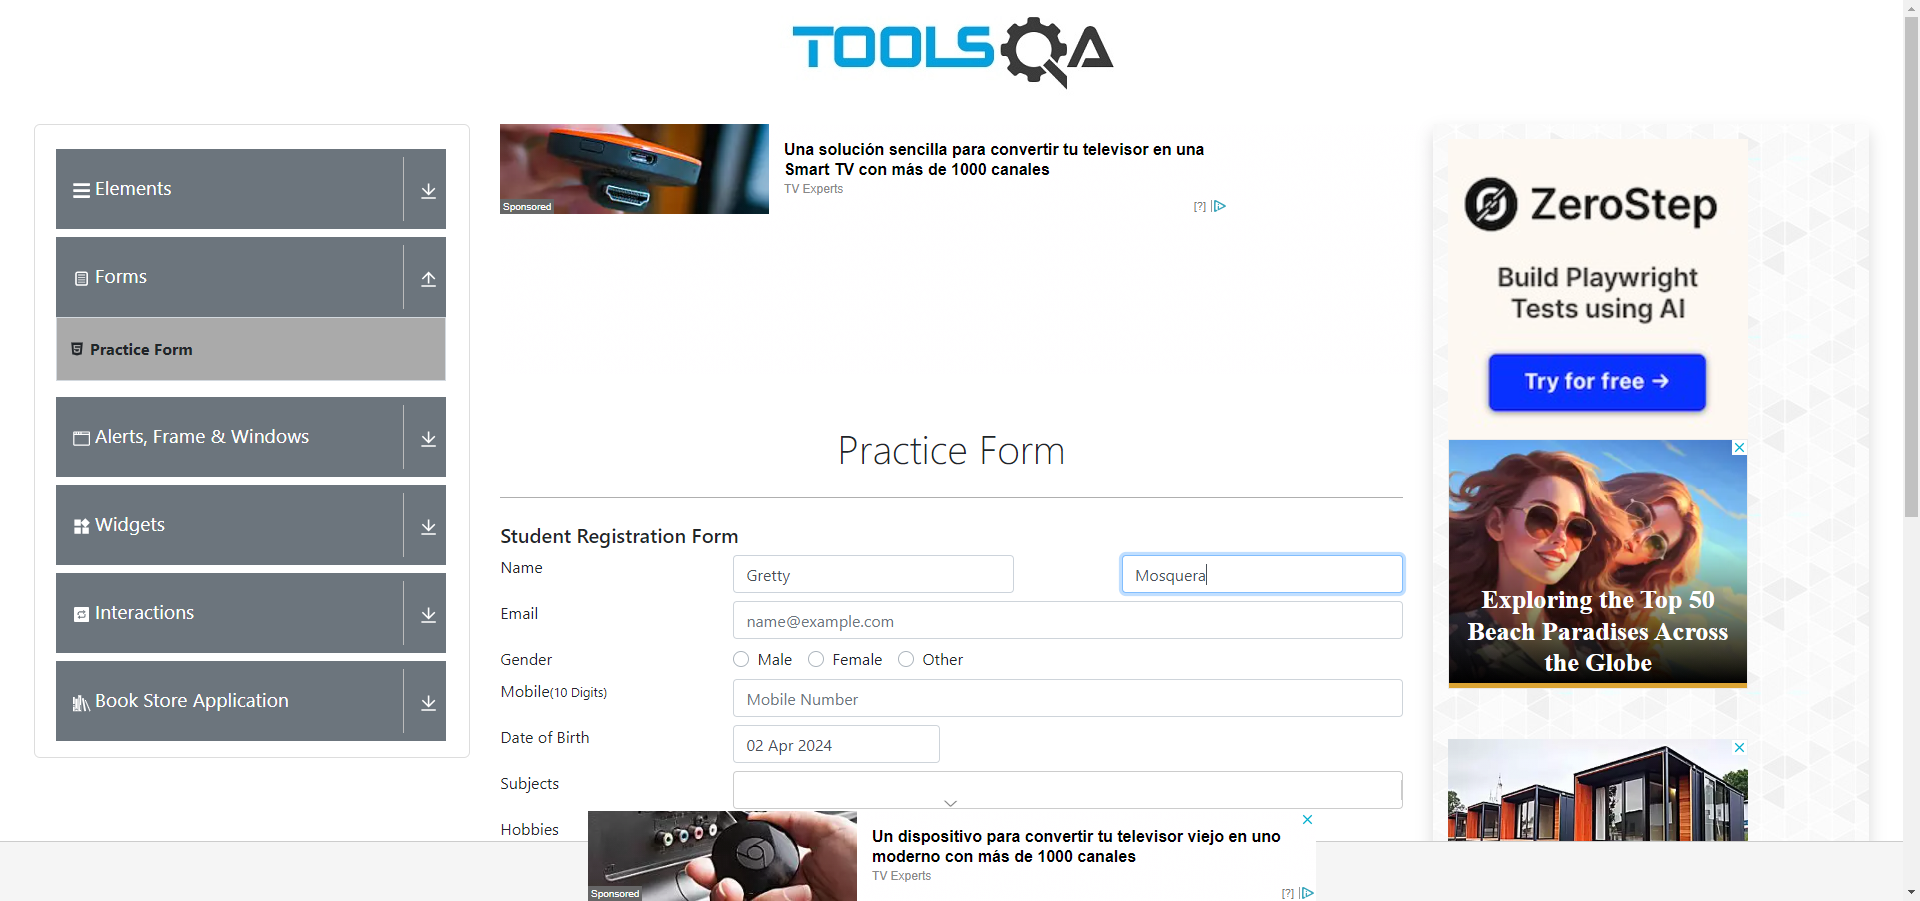 TOOLSQA
Elements
Forms
Practice Form
Alerts, Frame & Windows
Widgets
Interactions
Book Store Application
Una solución sencilla para convertir tu televisor en una
Smart TV con más de 1000 canales
TV Experts
Sponsored
[?]
Practice Form
Student Registration Form
Name
Gretty
Mosquera
Email
name@example.com
Gender
Male
Female
Other
Mobile(10 Digits)
Mobile Number
Date of Birth
02 Apr 2024
Subjects
Hobbies
Un dispositivo para convertir tu televisor viejo en uno
moderno con más de 1000 canales
TV Experts
Sponsored
[?]
ZeroStep
Build Playwright
Tests using AI
Try for free →
Exploring the Top 50
Beach Paradises Across
the Globe